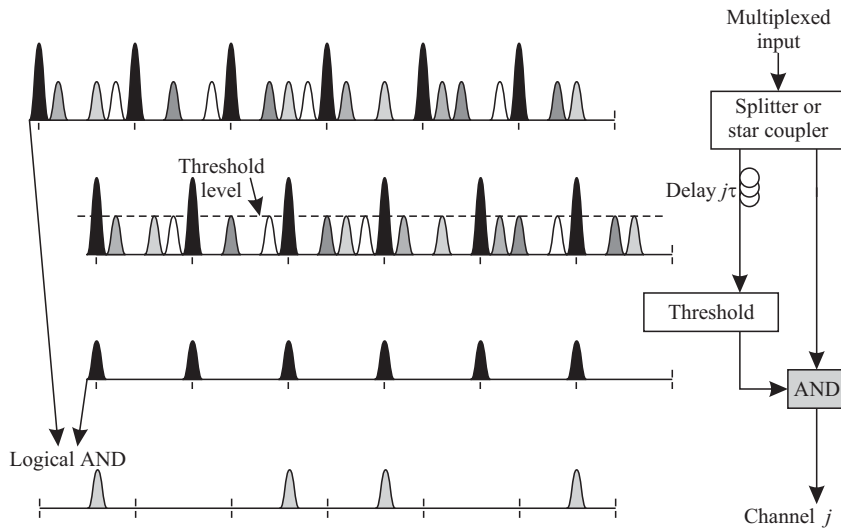 Multiplexed
input
Splitter or
star coupler
Threshold
level
Delay jτ
Threshold
AND
Logical AND
Channel j